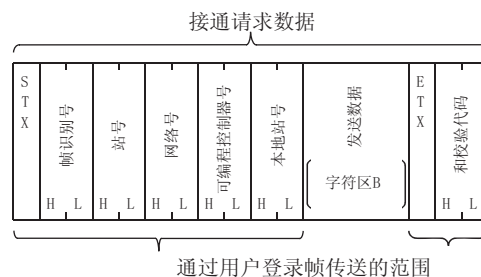 接通请求数据
STX
帧识别号
H L
站号
H L
网络号
H L
可编程控制器号
H L
本地站号
H L
发送数据
字符区B
ETX
和校验代码
H L
通过用户登录帧传送的范围